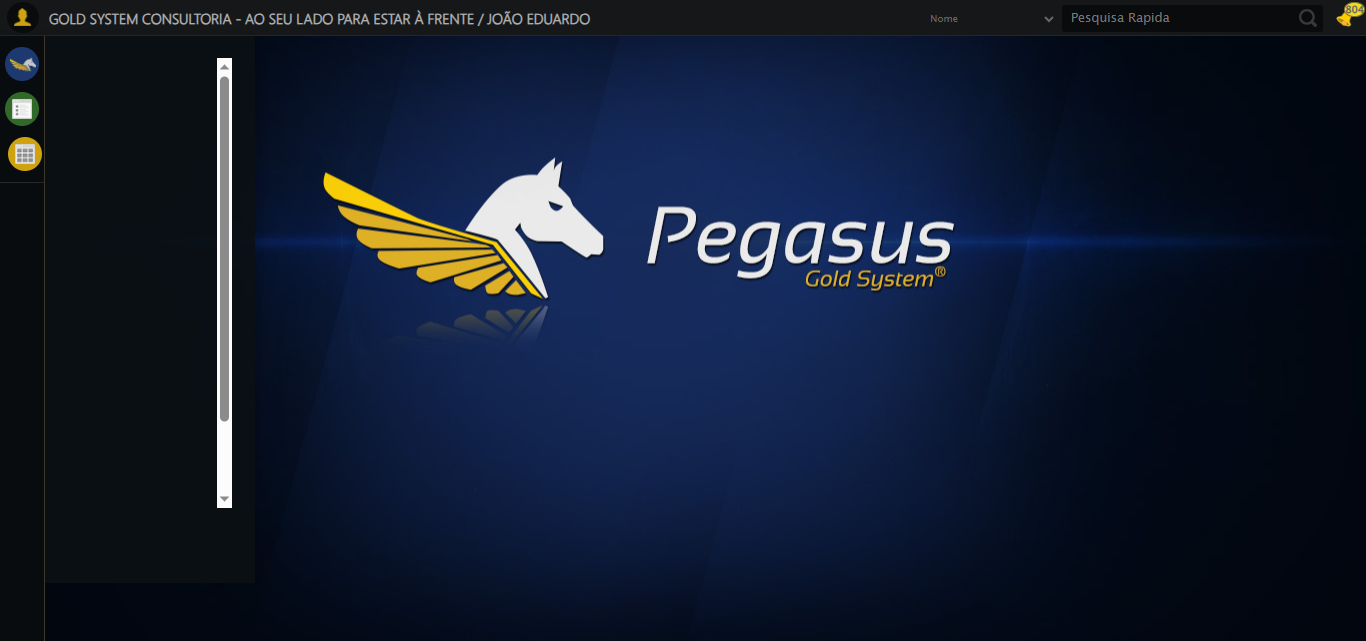 GOLD SYSTEM CONSULTORIA - AO SEU LADO PARA ESTAR À FRENTE / JOÃO EDUARDO
Nome
Pesquisa Rapida
804
Pegasus
Gold System®